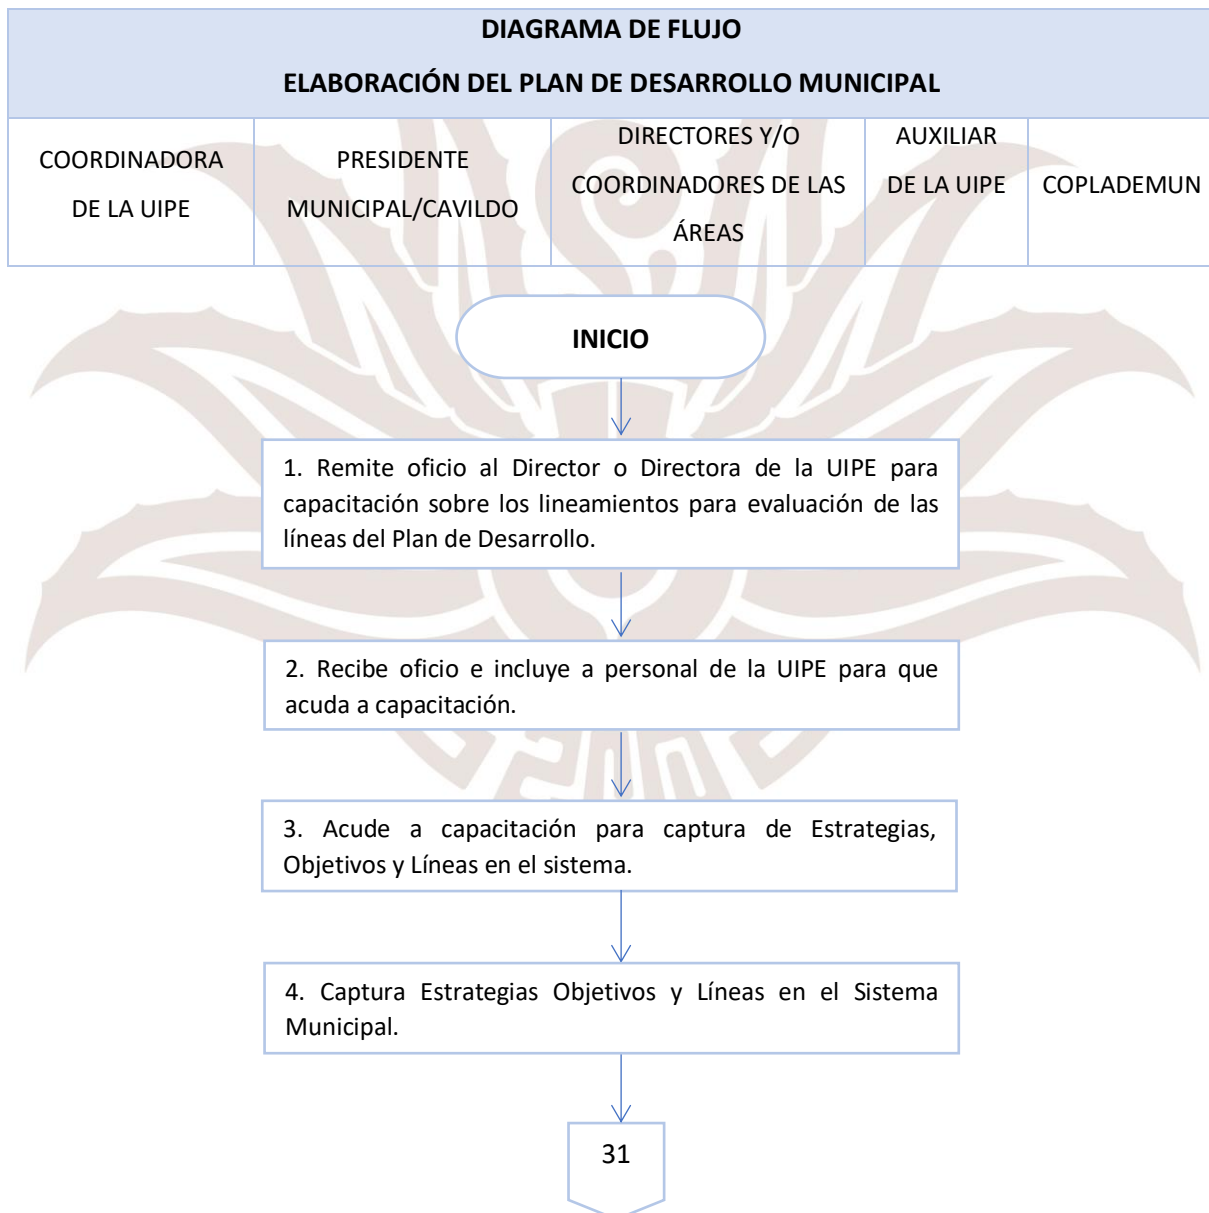 DIAGRAMA DE FLUJO
ELABORACIÓN DEL PLAN DE DESARROLLO MUNICIPAL
COORDINADORA
DE LA UIPE
PRESIDENTE
MUNICIPAL/CAVILDO
DIRECTORES Y/O
COORDINADORES DE LAS
ÁREAS
AUXILIAR
DE LA UIPE
COPLADEMUN
INICIO
1. Remite oficio al Director o Directora de la UIPE para
capacitación sobre los lineamientos para evaluación de las
líneas del Plan de Desarrollo.
2. Recibe oficio e incluye a personal de la UIPE para que
acuda a capacitación.
3. Acude a capacitación para captura de Estrategias,
Objetivos y Líneas en el sistema.
4. Captura Estrategias Objetivos y Líneas en el Sistema
Municipal.
31